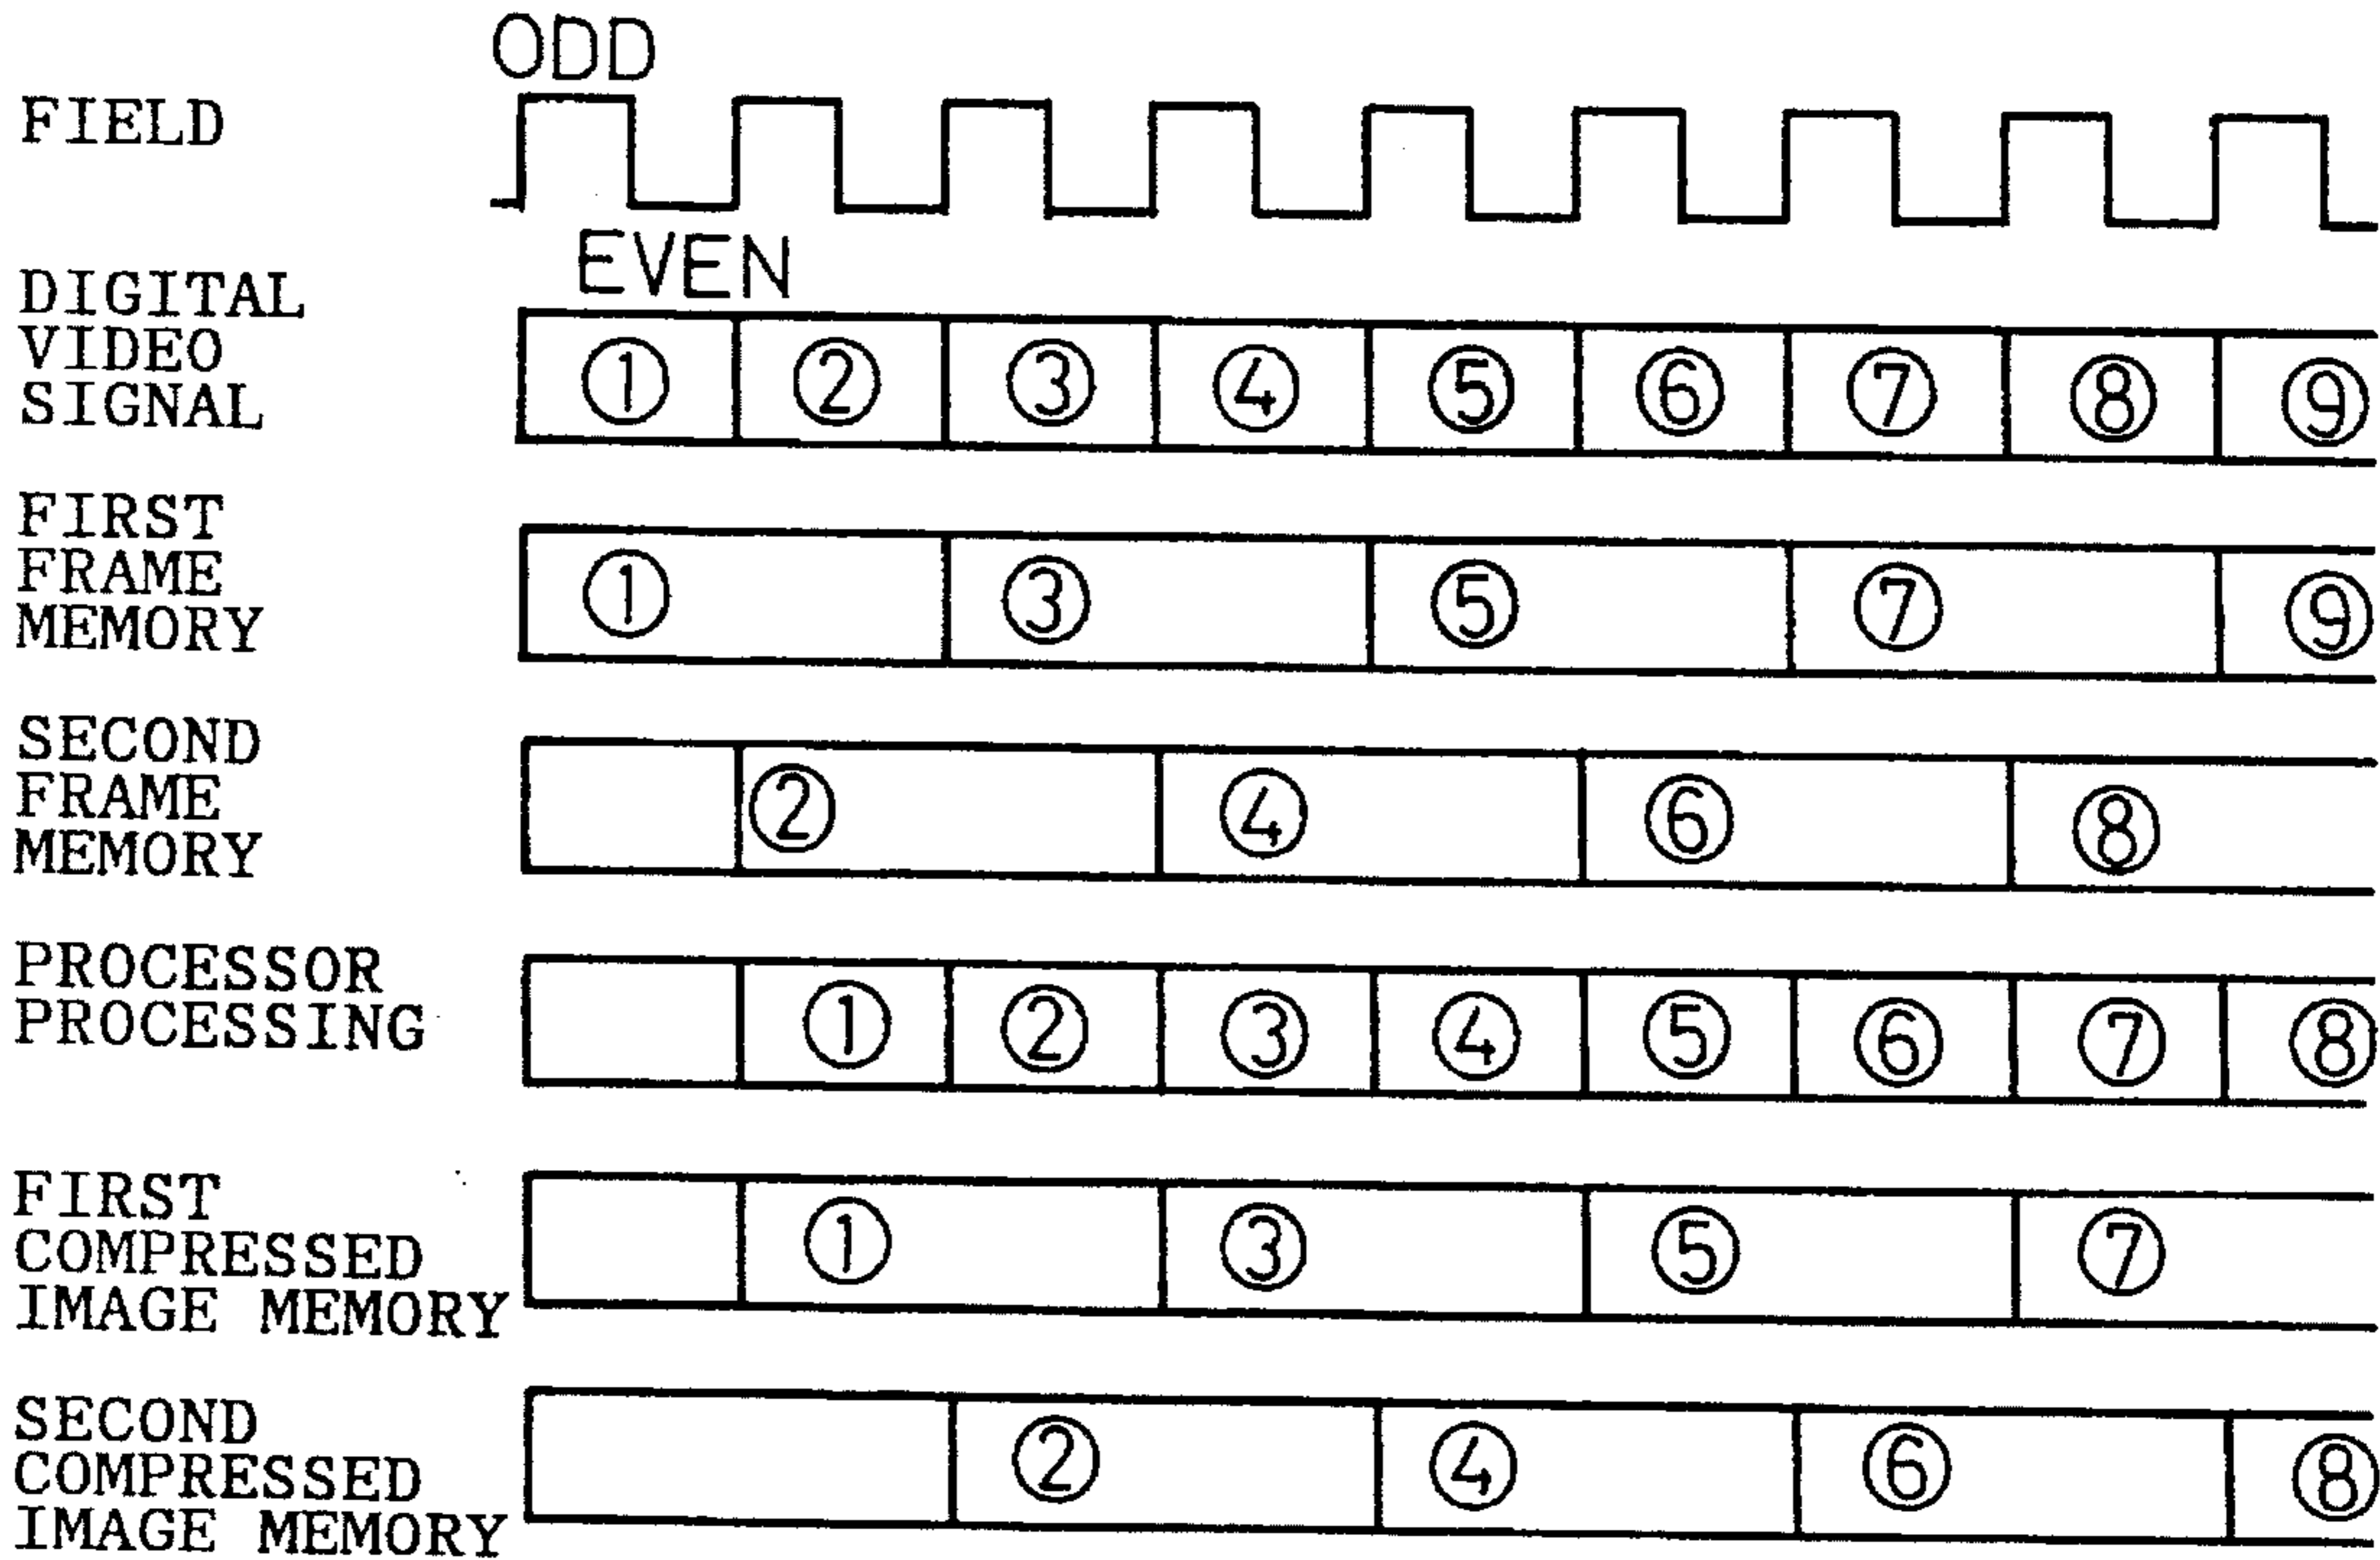 ODD
FIELD
EVEN
DIGITAL
VIDEO
SIGNAL
① ② ③ ④ ⑤ ⑥ ⑦ ⑧ ⑨
FIRST
FRAME
MEMORY
① ③ ⑤ ⑦ ⑨
SECOND
FRAME
MEMORY
② ④ ⑥ ⑧
PROCESSOR
PROCESSING
① ② ③ ④ ⑤ ⑥ ⑦ ⑧
FIRST
COMPRESSED
IMAGE MEMORY
① ③ ⑤ ⑦
SECOND
COMPRESSED
IMAGE MEMORY
② ④ ⑥ ⑧